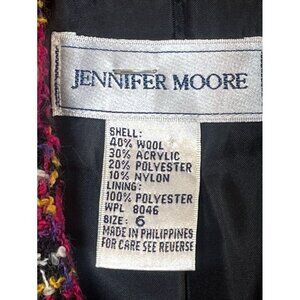 JENNIFER MOORE
SHELL:
40% WOOL
30% ACRYLIC
20% POLYESTER
10% NYLON
LINING:
100% POLYESTER
WPL 8046
SIZE: 6
MADE IN PHILIPPINES
FOR CARE SEE REVERSE